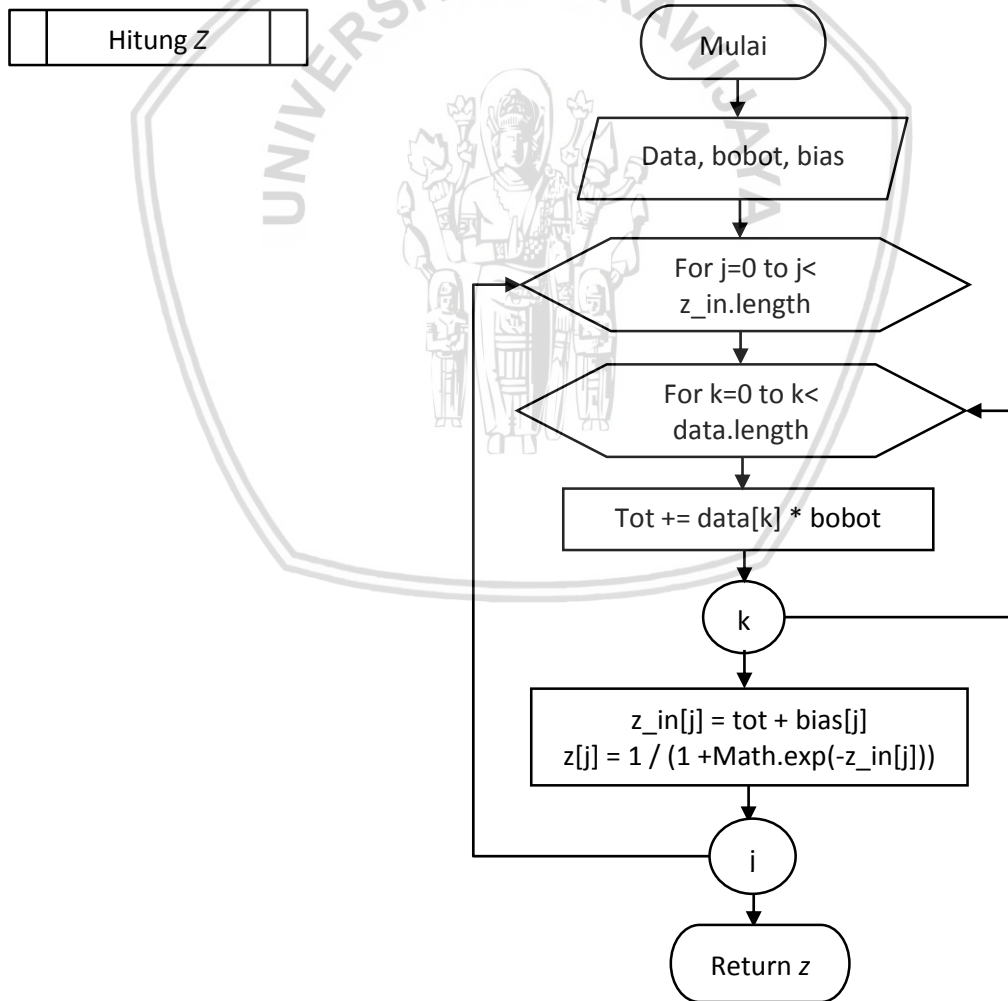 Hitung Z
Mulai
Data, bobot, bias
For j=0 to j<
z_in.length
For k=0 to k<
data.length
Tot += data[k] * bobot
k
z_in[j] = tot + bias[j]
z[j] = 1 / (1 +Math.exp(-z_in[j]))
j
Return z